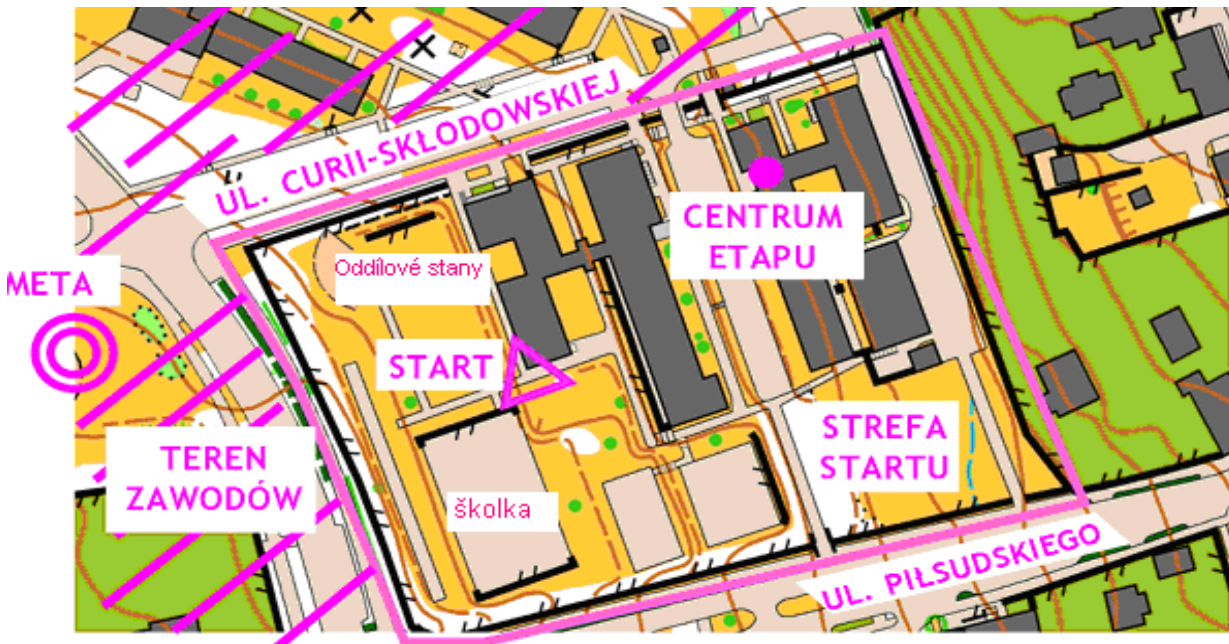 UL. CURII-SKŁODOWSKIEJ
CENTRUM
ETAPU
Oddílové stany
META
START
TEREN
ZAWODÓW
STREFA
STARTU
školka
UL. PIŁSUDSKIEGO